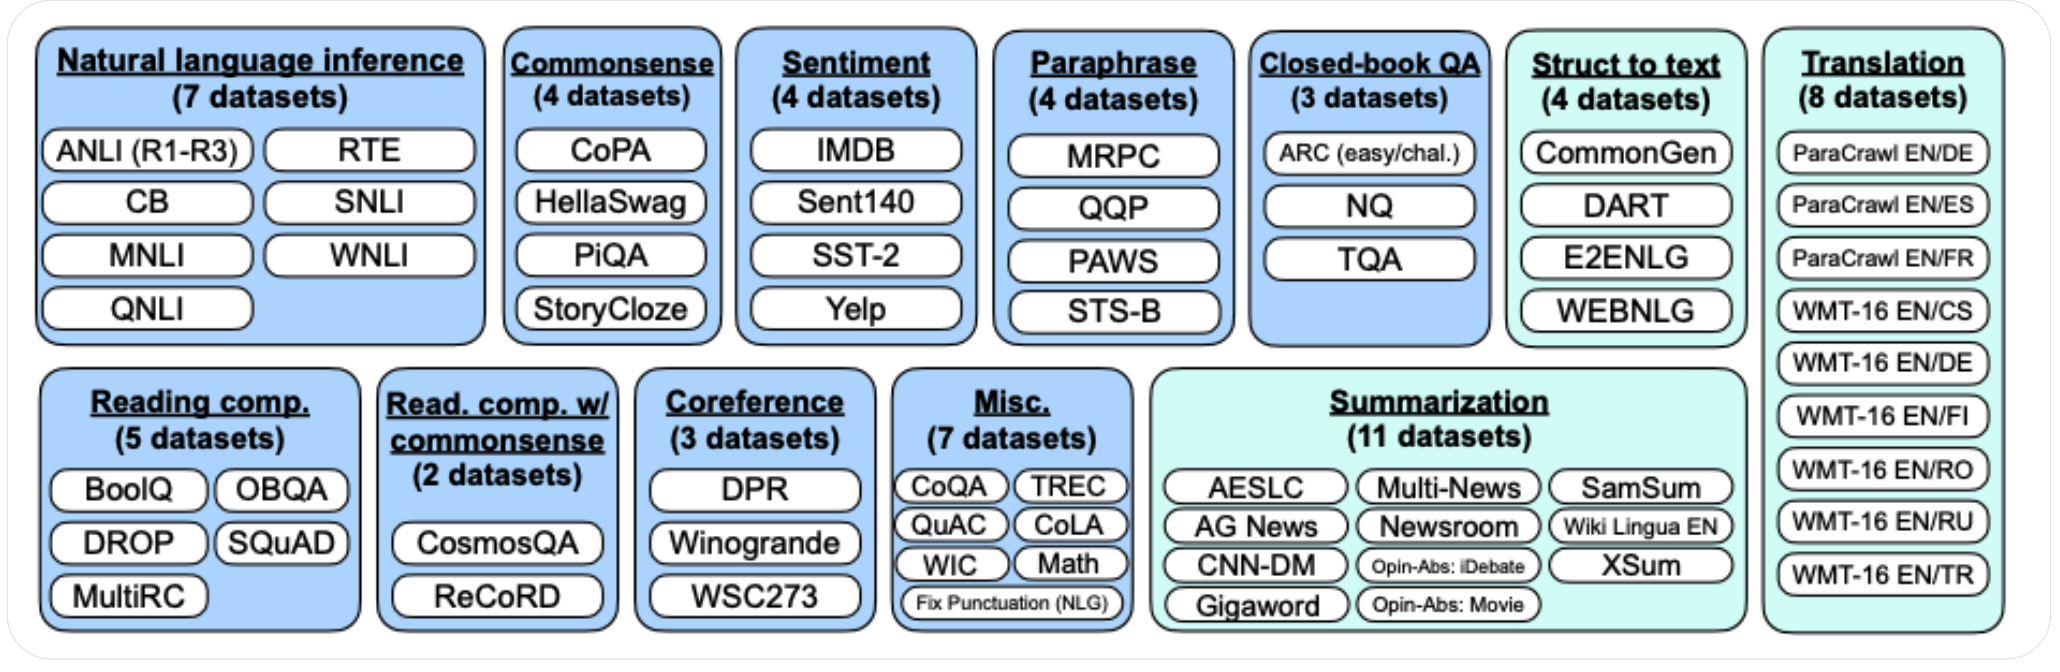 Natural language inference
(7 datasets)
ANLI (R1-R3)
RTE
CB
SNLI
MNLI
WNLI
QNLI
Commonsense
(4 datasets)
CoPA
HellaSwag
PiQA
StoryCloze
Sentiment
(4 datasets)
IMDB
Sent140
SST-2
Yelp
Paraphrase
(4 datasets)
MRPC
QQP
PAWS
STS-B
Closed-book QA
(3 datasets)
ARC (easy/chal.)
NQ
TQA
Struct to text
(4 datasets)
CommonGen
DART
E2ENLG
WEBNLG
Translation
(8 datasets)
ParaCrawl EN/DE
ParaCrawl EN/ES
ParaCrawl EN/FR
WMT-16 EN/CS
WMT-16 EN/DE
WMT-16 EN/FI
WMT-16 EN/RO
WMT-16 EN/RU
WMT-16 EN/TR
Reading comp.
(5 datasets)
BoolQ
OBQA
DROP
SQuAD
MultiRC
Read. comp. w/
commonsense
(2 datasets)
CosmosQA
ReCoRD
Coreference
(3 datasets)
DPR
Winogrande
WSC273
Misc.
(7 datasets)
CoQA
TREC
QuAC
CoLA
WIC
Math
Fix Punctuation (NLG)
Summarization
(11 datasets)
AESLC
Multi-News
SamSum
AG News
Newsroom
Wiki Lingua EN
CNN-DM
Opin-Abs: iDebate
XSum
Gigaword
Opin-Abs: Movie